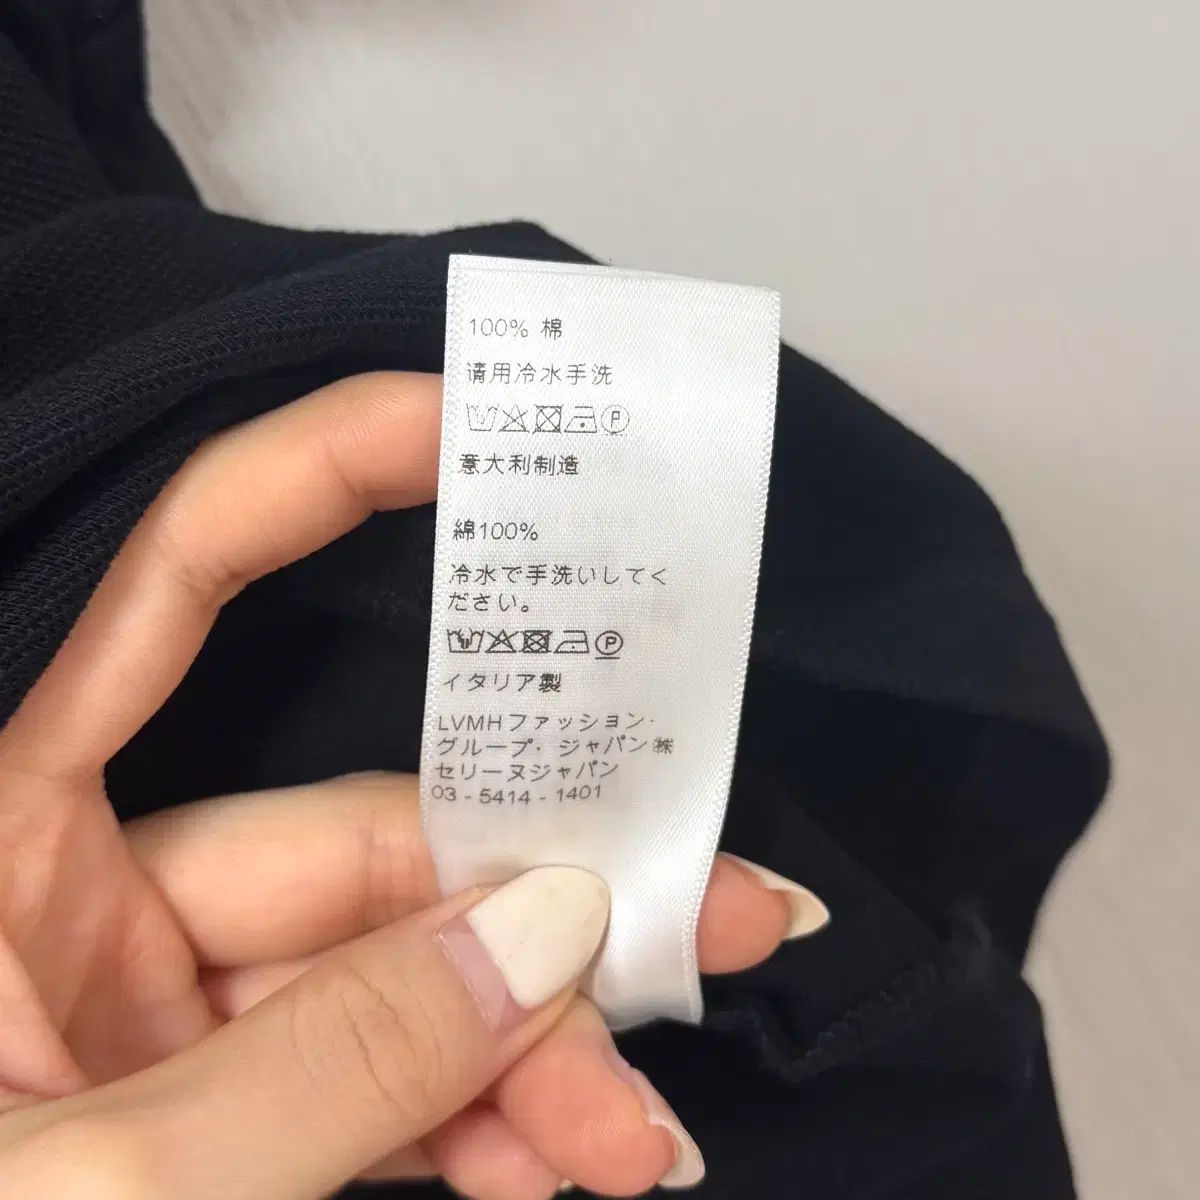 100% 棉
请用冷水手洗
P
意大利制造
綿100%
冷水で手洗いしてく
ださい。
P
イタリア製
LVMHファッション・
グループ・ジャパン㈱
セリーヌジャパン
03 - 5414 - 1401